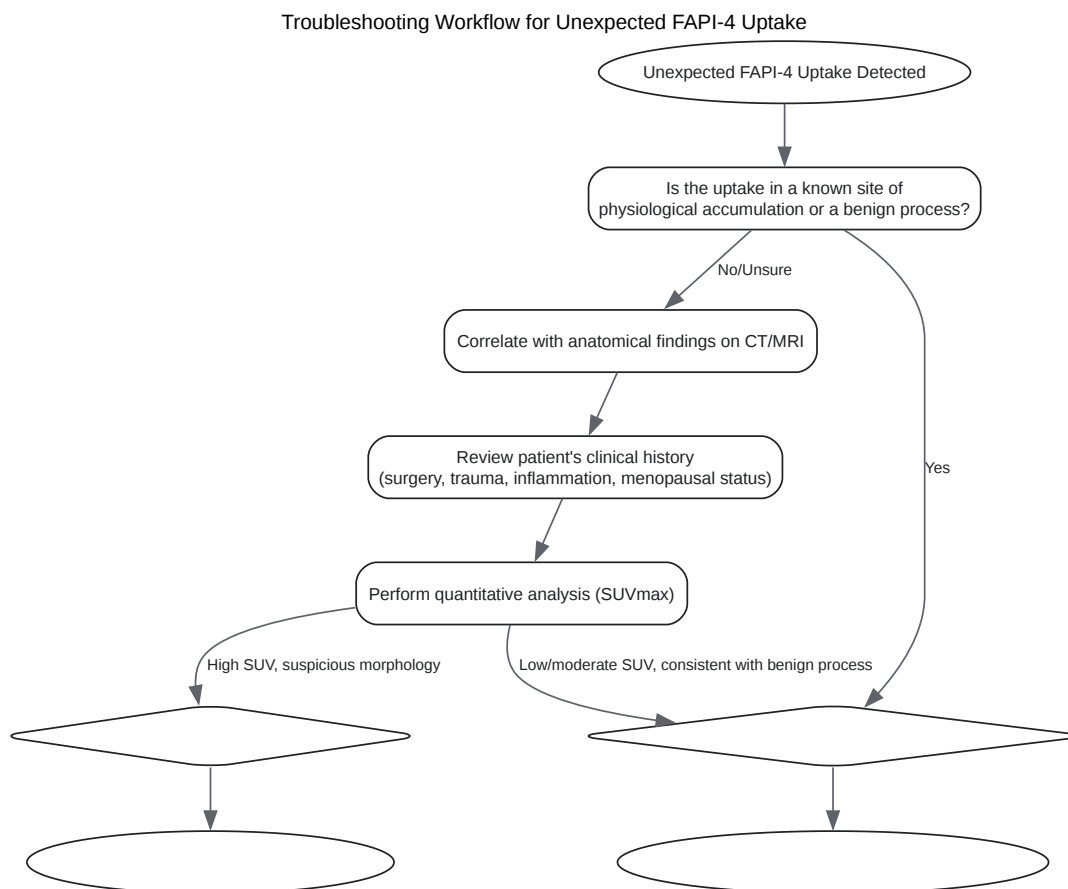 Troubleshooting Workflow for Unexpected FAPI-4 Uptake
Unexpected FAPI-4 Uptake Detected
Is the uptake in a known site of
physiological accumulation or a benign process?
No/Unsure
Correlate with anatomical findings on CT/MRI
Review patient's clinical history
(surgery, trauma, inflammation, menopausal status)
Yes
Perform quantitative analysis (SUVmax)
High SUV, suspicious morphology
Low/moderate SUV, consistent with benign process